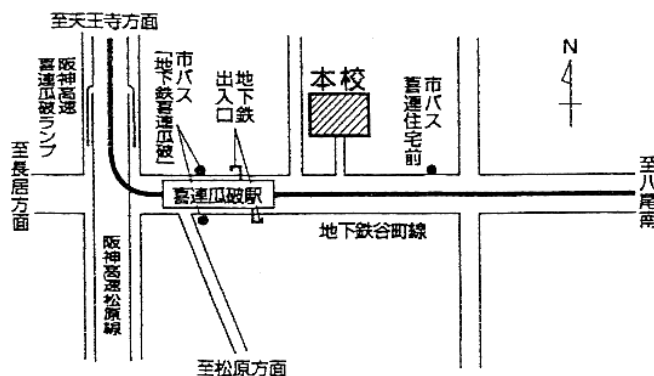 至天王寺方面
阪神高速
喜連瓜破ランプ
市バス
「地下鉄喜連瓜破」
地下鉄
出入口
本校
市バス
喜連住宅前
N
至長居方面
喜連瓜破駅
至八尾南
地下鉄谷町線
阪神高速松原線
至松原方面